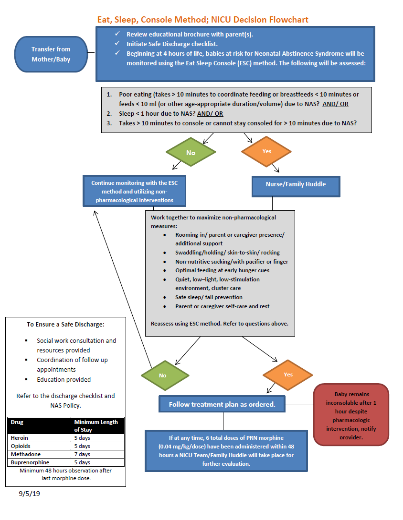 Eat, Sleep, Console Method; NICU Decision Flowchart
Transfer from
Mother/Baby
✓ Review educational brochure with parent(s).
✓ Initiate Safe Discharge checklist.
✓ Beginning at 4 hours of life, babies at risk for Neonatal Abstinence Syndrome will be
monitored using the Eat Sleep Console (ESC) method. The following will be assessed:
1. Poor eating (takes > 10 minutes to coordinate feeding or breastfeeds < 10 minutes or
feeds < 10 ml (or other age-appropriate duration/volume) due to NAS? AND/ OR
2. Sleep < 1 hour due to NAS? AND/ OR
3. Takes > 10 minutes to console or cannot stay consoled for > 10 minutes due to NAS?
No
Yes
Continue monitoring with the ESC
method and utilizing non-
pharmacological interventions
Nurse/Family Huddle
Work together to maximize non-pharmacological
measures:
• Rooming-in/ parent or caregiver presence/
additional support
• Swaddling/holding/ skin-to-skin/ rocking
• Non-nutritive sucking/with pacifier or finger
• Optimal feeding at early hunger cues
• Quiet, low-light, low-stimulation
environment, cluster care
• Safe sleep/ fall prevention
• Parent or caregiver self-care and rest
Reassess using ESC method. Refer to questions above.
No
Yes
To Ensure a Safe Discharge:
• Social work consultation and
resources provided
• Coordination of follow up
appointments
• Education provided
Refer to the discharge checklist and
NAS Policy.
Drug Minimum Length
of Stay
Heroin 3 days
Opioids 5 days
Methadone 7 days
Buprenorphine 5 days
Minimum 48 hours observation after
last morphine dose
Follow treatment plan as ordered.
Baby remains
inconsolable after 1
hour despite
pharmacologic
intervention, notify
provider.
If at any time, 6 total doses of PRN morphine
(0.04 mg/kg/dose) have been administered within 48
hours a NICU Team/Family Huddle will take place for
further evaluation.
9/5/19